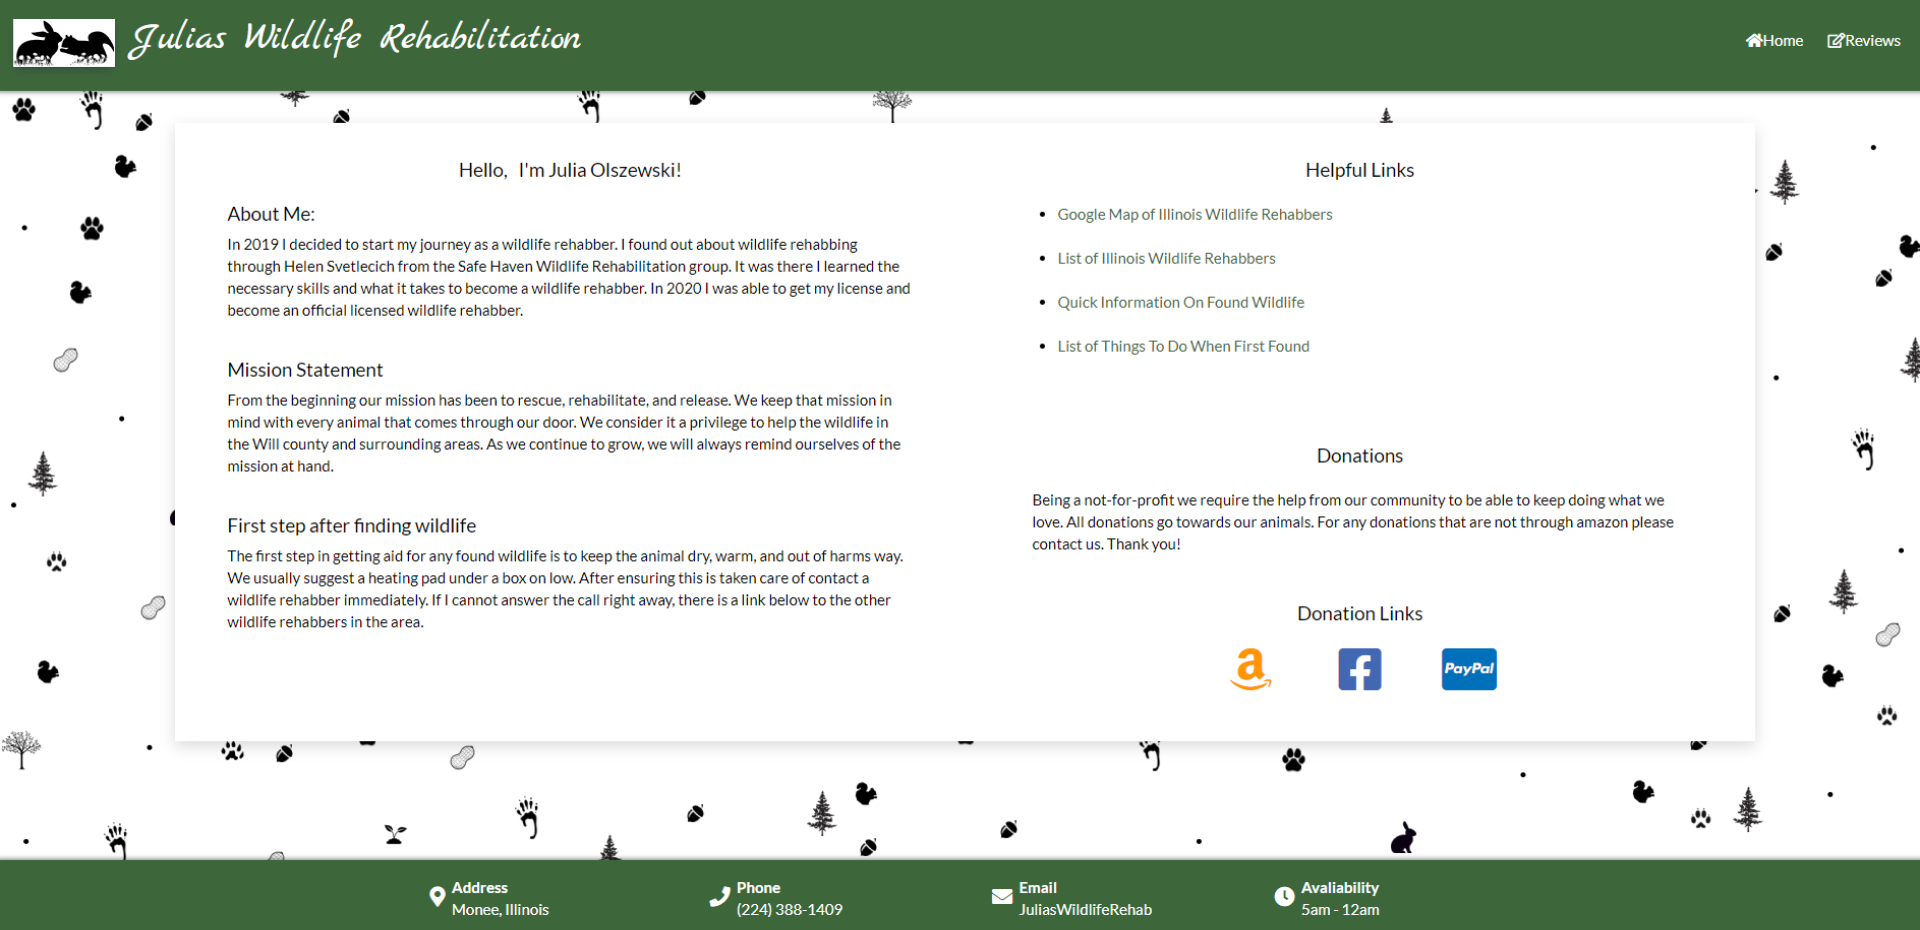 Julias Wildlife Rehabilitation
Home
Reviews
Hello, I'm Julia Olszewski!
About Me:
In 2019 I decided to start my journey as a wildlife rehabber. I found out about wildlife rehabbing
through Helen Svetlecich from the Safe Haven Wildlife Rehabilitation group. It was there I learned the
necessary skills and what it takes to become a wildlife rehabber. In 2020 I was able to get my license and
become an official licensed wildlife rehabber.
Mission Statement
From the beginning our mission has been to rescue, rehabilitate, and release. We keep that mission in
mind with every animal that comes through our door. We consider it a privilege to help the wildlife in
the Will county and surrounding areas. As we continue to grow, we will always remind ourselves of the
mission at hand.
First step after finding wildlife
The first step in getting aid for any found wildlife is to keep the animal dry, warm, and out of harms way.
We usually suggest a heating pad under a box on low. After ensuring this is taken care of contact a
wildlife rehabber immediately. If I cannot answer the call right away, there is a link below to the other
wildlife rehabbers in the area.
Helpful Links
Google Map of Illinois Wildlife Rehabbers
List of Illinois Wildlife Rehabbers
Quick Information On Found Wildlife
List of Things To Do When First Found
Donations
Being a not-for-profit we require the help from our community to be able to keep doing what we
love. All donations go towards our animals. For any donations that are not through amazon please
contact us. Thank you!
Donation Links
PayPal
Address
Monee, Illinois
Phone
(224) 388-1409
Email
JuliasWildlifeRehab
Avaliability
5am - 12am